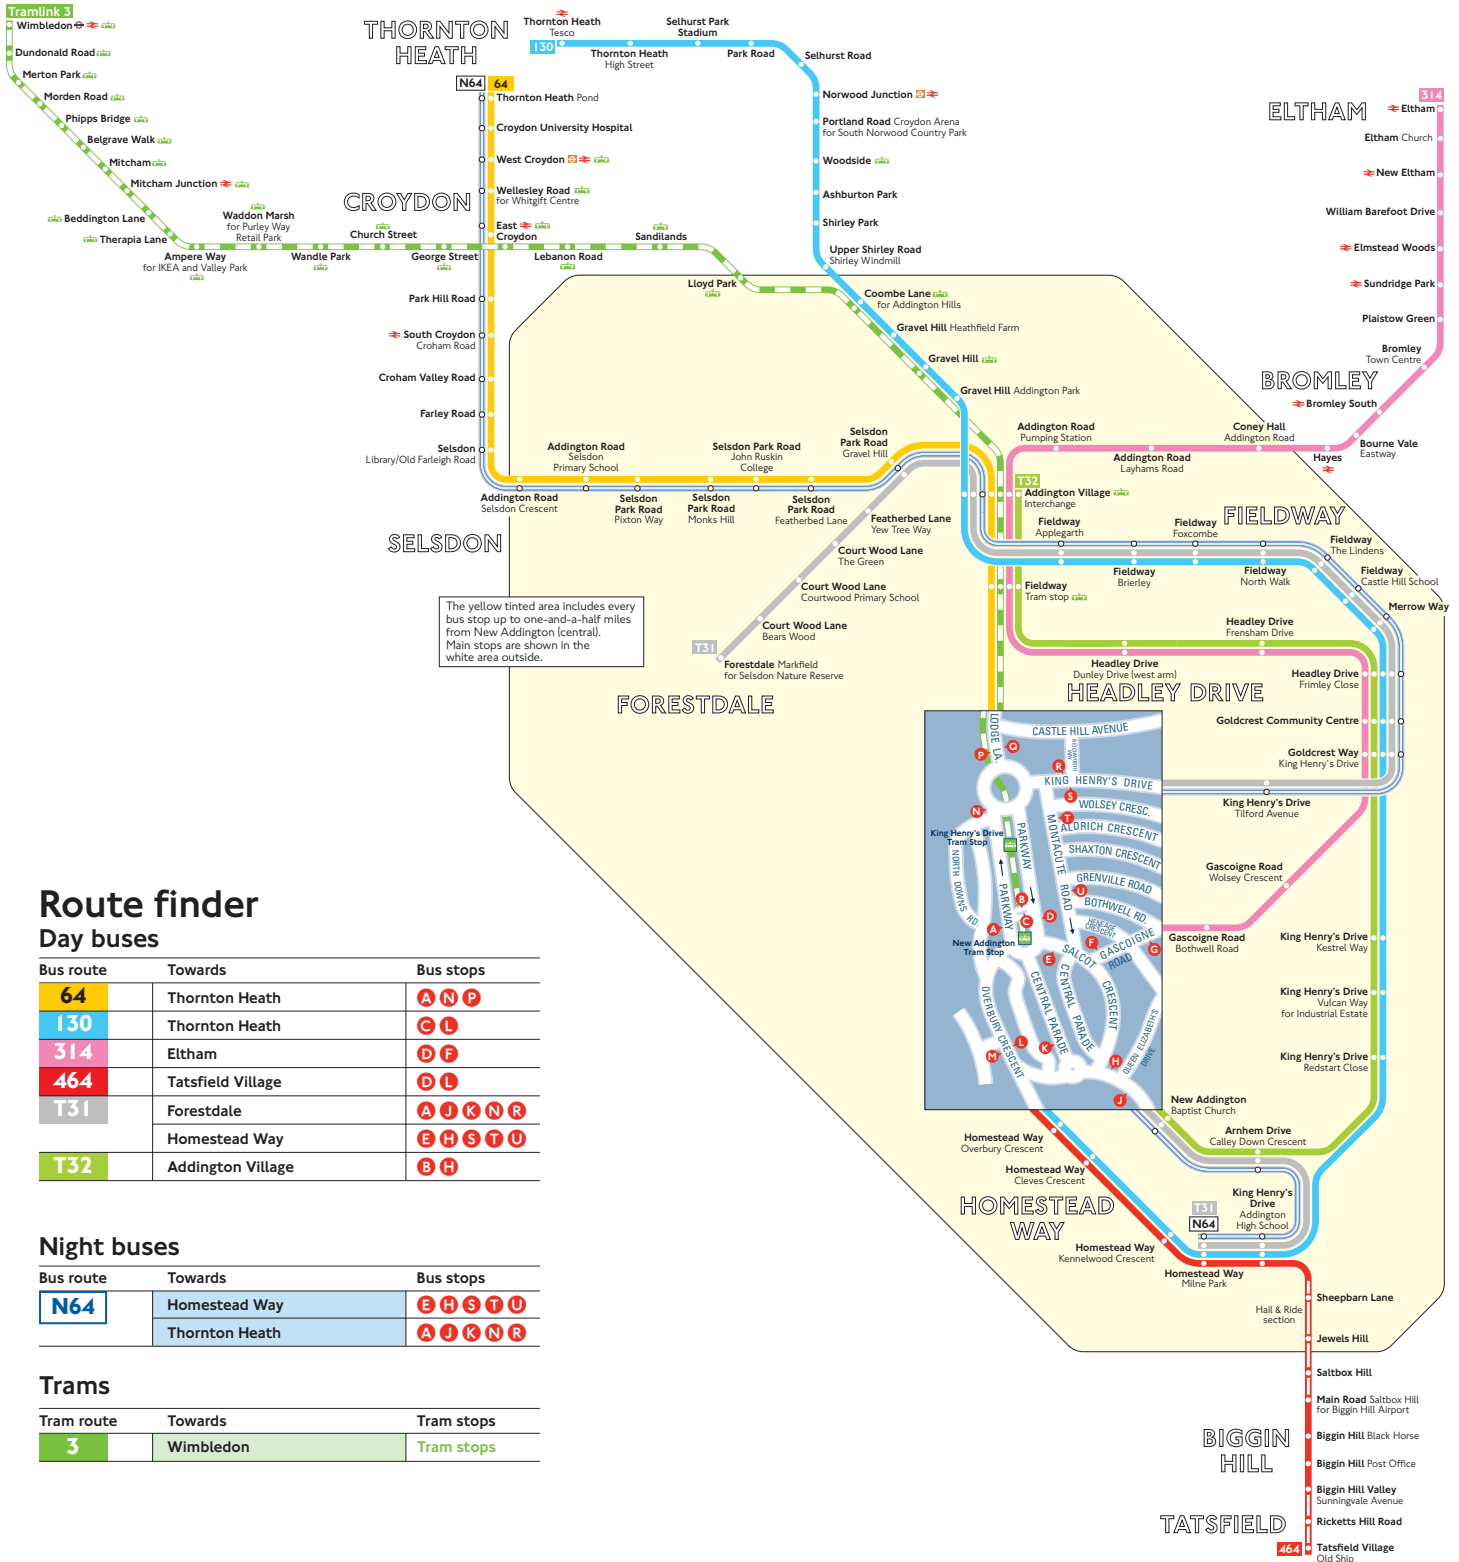 Tramlink 3
Wimbledon
Dundonald Road
Merton Park
Morden Road
Phipps Bridge
Belgrave Walk
Mitcham
Mitcham Junction
Beddington Lane
Therapia Lane
Ampere Way
for IKEA and Valley Park
Waddon Marsh
for Purley Way
Retail Park
Wandle Park
Church Street
George Street
Lebanon Road
Sandilands
Lloyd Park
THORNTON
HEATH
N64
64
Thornton Heath Pond
Croydon University Hospital
West Croydon
CROYDON
Wellesley Road
for Whitgift Centre
East
Croydon
Park Hill Road
South Croydon
Croham Road
Croham Valley Road
Farley Road
Selsdon
Library/Old Farleigh Road
Addington Road
Selsdon Crescent
Addington Road
Selsdon
Primary School
Selsdon
Park Road
Pixton Way
Selsdon
Park Road
Monks Hill
Selsdon Park Road
John Ruskin
College
Selsdon
Park Road
Featherbed Lane
Selsdon
Park Road
Gravel Hill
SELSDON
Thornton Heath
Tesco
130
Thornton Heath
High Street
Selhurst Park
Stadium
Park Road
Selhurst Road
Norwood Junction
Portland Road Croydon Arena
for South Norwood Country Park
Woodside
Ashburton Park
Shirley Park
Upper Shirley Road
Shirley Windmill
Coombe Lane
for Addington Hills
Gravel Hill Heathfield Farm
Gravel Hill
Gravel Hill Addington Park
314
ELTHAM
Eltham
Eltham Church
New Eltham
William Barefoot Drive
Elmstead Woods
Sundridge Park
Plaistow Green
Bromley
Town Centre
BROMLEY
Bromley South
Bourne Vale
Eastway
Hayes
Coney Hall
Addington Road
Addington Road
Layhams Road
Addington Road
Pumping Station
T32
Addington Village
Interchange
FIELDWAY
Fieldway
Applegarth
Fieldway
Foxcombe
Fieldway
The Lindens
Fieldway
Castle Hill School
Merrow Way
Fieldway
Brierley
Fieldway
North Walk
Fieldway
Tram stop
Featherbed Lane
Yew Tree Way
Court Wood Lane
The Green
Court Wood Lane
Courtwood Primary School
Court Wood Lane
Bears Wood
T31
Forestdale Markfield
for Selsdon Nature Reserve
FORESTDALE
The yellow tinted area includes every
bus stop up to one-and-a-half miles
from New Addington (central).
Main stops are shown in the
white area outside.
Headley Drive
Frensham Drive
Headley Drive
Dunley Drive (west arm)
HEADLEY DRIVE
Headley Drive
Frimley Close
Goldcrest Community Centre
Goldcrest Way
King Henry's Drive
King Henry's Drive
Tilford Avenue
Gascoigne Road
Wolsey Crescent
Gascoigne Road
Bothwell Road
King Henry's Drive
Kestrel Way
King Henry's Drive
Vulcan Way
for Industrial Estate
King Henry's Drive
Redstart Close
LODGE LA.
CASTLE HILL AVENUE
P
Q
R
KING HENRY'S DRIVE
S
WOLSEY CRESC.
N
T
ALDRICH CRESCENT
King Henry's Drive
Tram Stop
PARKWAY
MONTACUTE ROAD
SHAXTON CRESCENT
GRENVILLE ROAD
U
NORTH DOWNS RD.
PARKWAY
BOTHWELL RD.
B
C
D
HENEAGE
CRESCENT
A
F
G
GASCOIGNE
ROAD
New Addington
Tram Stop
E
SALCOT
CRESCENT
CENTRAL PARADE
CENTRAL PARADE
OVERBURY CRESCENT
QUEEN ELIZABETH'S
DRIVE
L
K
M
H
J
New Addington
Baptist Church
Arnhem Drive
Calley Down Crescent
Homestead Way
Overbury Crescent
Homestead Way
Cleves Crescent
HOMESTEAD
WAY
T31
N64
King Henry's
Drive
Addington
High School
Homestead Way
Kennelwood Crescent
Homestead Way
Milne Park
Hail & Ride
section
Sheepbarn Lane
Jewels Hill
Saltbox Hill
Main Road Saltbox Hill
for Biggin Hill Airport
BIGGIN
HILL
Biggin Hill Black Horse
Biggin Hill Post Office
Biggin Hill Valley
Sunningvale Avenue
TATSFIELD
Ricketts Hill Road
464
Tatsfield Village
Old Ship
Route finder
Day buses
Bus route Towards Bus stops
64 Thornton Heath A N P
130 Thornton Heath C L
314 Eltham D F
464 Tatsfield Village D L
T31 Forestdale A J K N R
Homestead Way E H S T U
T32 Addington Village B H
Night buses
Bus route Towards Bus stops
N64 Homestead Way E H S T U
Thornton Heath A J K N R
Trams
Tram route Towards Tram stops
3 Wimbledon Tram stops